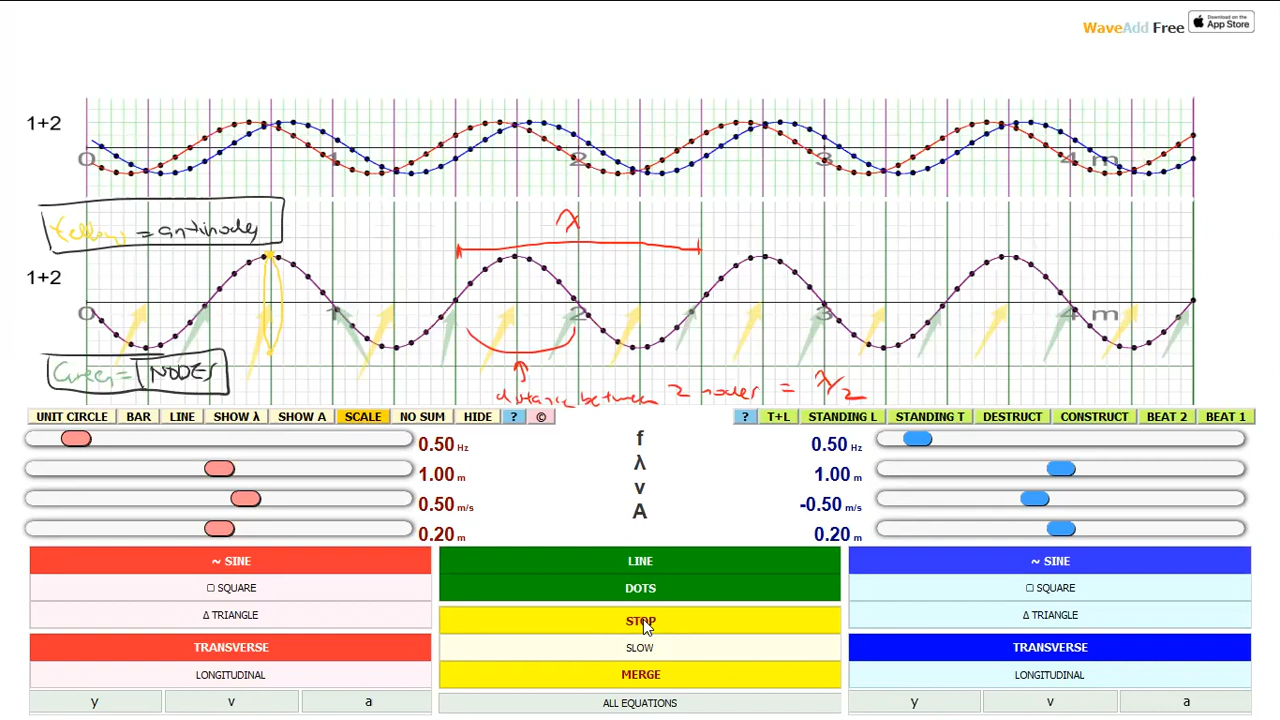 WaveAdd Free
Download on the
App Store
1+2
0 1 2 3 4 m
yellow = antinodes
λ
1+2
0 1 2 3 4 m
Green = NODES
distance between 2 nodes = λ/2
UNIT CIRCLE BAR LINE SHOW λ SHOW A SCALE NO SUM HIDE ? © ? T+L STANDING L STANDING T DESTRUCT CONSTRUCT BEAT 2 BEAT 1
0.50 Hz f 0.50 Hz
1.00 m λ 1.00 m
0.50 m/s v -0.50 m/s
0.20 m A 0.20 m
~ SINE LINE ~ SINE
▢ SQUARE DOTS ▢ SQUARE
Δ TRIANGLE STOP Δ TRIANGLE
TRANSVERSE SLOW TRANSVERSE
LONGITUDINAL MERGE LONGITUDINAL
y v a ALL EQUATIONS y v a